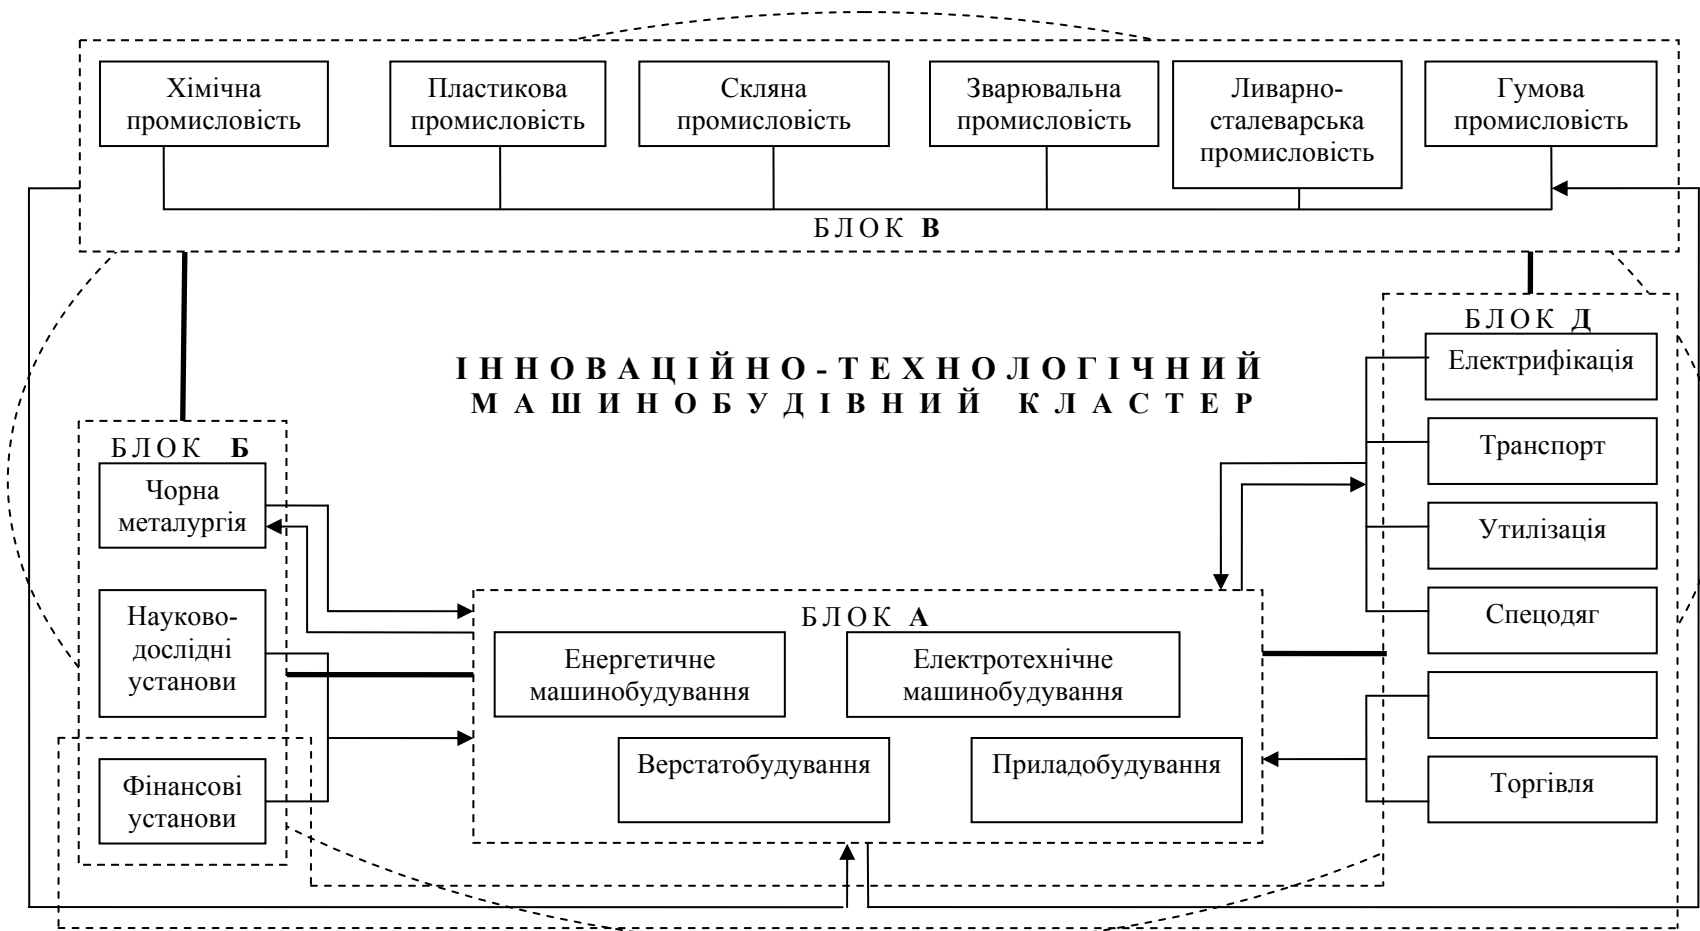 Хімічна
промисловість
Пластикова
промисловість
Скляна
промисловість
Зварювальна
промисловість
Ливарно-
сталеварська
промисловість
Гумова
промисловість
БЛОК В
БЛОК Д
ІННОВАЦІЙНО-ТЕХНОЛОГІЧНИЙ
МАШИНОБУДІВНИЙ КЛАСТЕР
Електрифікація
Транспорт
Утилізація
Спецодяг
Торгівля
БЛОК Б
Чорна
металургія
Науково-
дослідні
установи
Фінансові
установи
БЛОК А
Енергетичне
машинобудування
Електротехнічне
машинобудування
Верстатобудування
Приладобудування